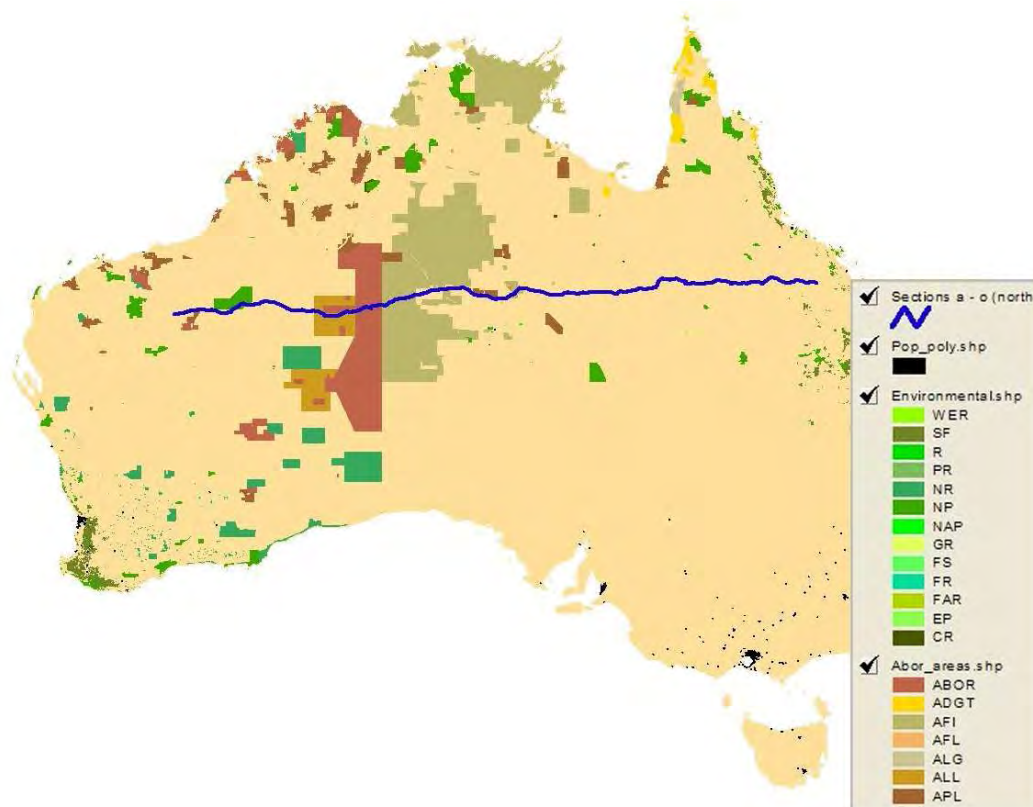 Sections a - o (north
Pop_poly.shp
Environmental.shp
WER
SF
R
PR
NR
NP
NAP
GR
FS
FR
FAR
EP
CR
Abor_areas.shp
ABOR
ADGT
AFI
AFL
ALG
ALL
APL